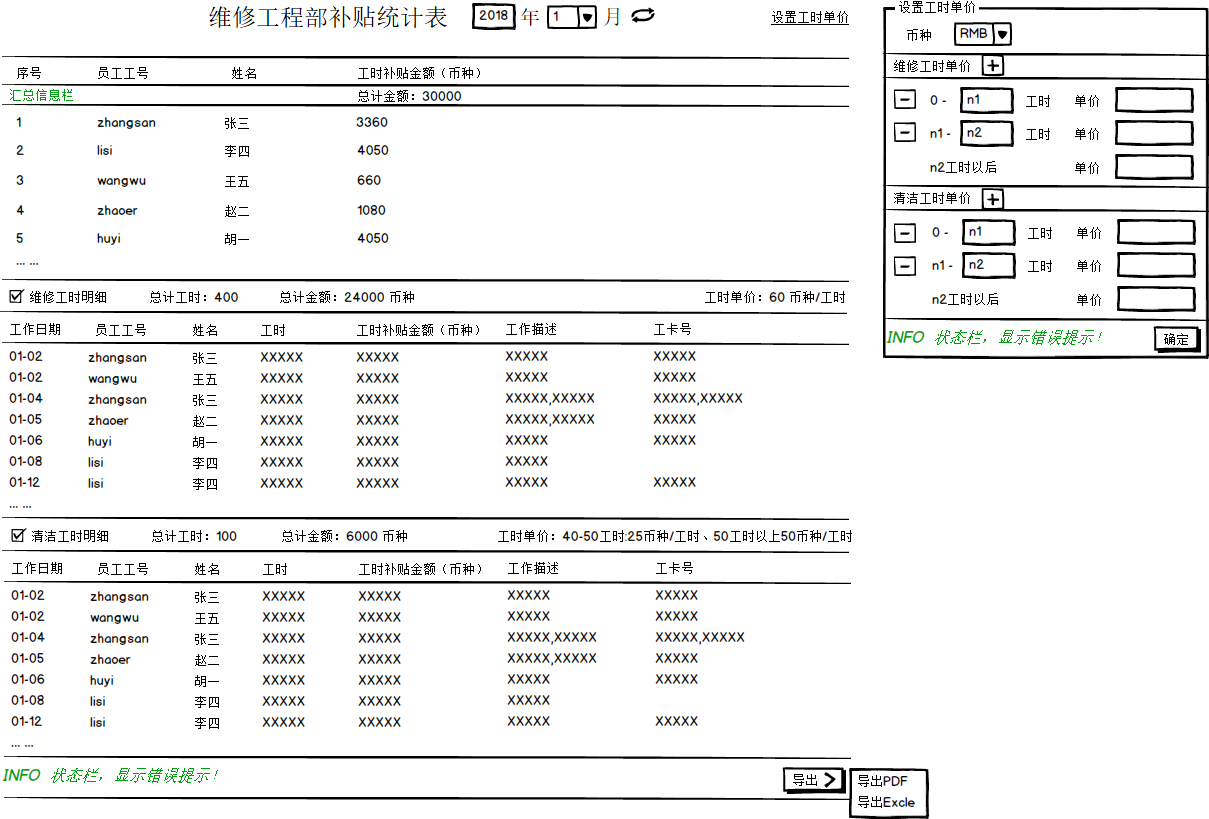 维修工程部补贴统计表 2018 年 1 月 设置工时单价
序号 员工工号 姓名 工时补贴金额（币种）
汇总信息栏 总计金额：30000
1 zhangsan 张三 3360
2 lisi 李四 4050
3 wangwu 王五 660
4 zhaoer 赵二 1080
5 huyi 胡一 4050
... ...
维修工时明细 总计工时：400 总计金额：24000 币种 工时单价：60 币种/工时
工作日期 员工工号 姓名 工时 工时补贴金额（币种） 工作描述 工卡号
01-02 zhangsan 张三 XXXXX XXXXX XXXXX XXXXX
01-02 wangwu 王五 XXXXX XXXXX XXXXX XXXXX
01-04 zhangsan 张三 XXXXX XXXXX XXXXX,XXXXX XXXXX,XXXXX
01-05 zhaoer 赵二 XXXXX XXXXX XXXXX,XXXXX XXXXX
01-06 huyi 胡一 XXXXX XXXXX XXXXX XXXXX
01-08 lisi 李四 XXXXX XXXXX XXXXX
01-12 lisi 李四 XXXXX XXXXX XXXXX XXXXX
... ...
清洁工时明细 总计工时：100 总计金额：6000 币种 工时单价：40-50工时:25币种/工时、50工时以上50币种/工时
工作日期 员工工号 姓名 工时 工时补贴金额（币种） 工作描述 工卡号
01-02 zhangsan 张三 XXXXX XXXXX XXXXX XXXXX
01-02 wangwu 王五 XXXXX XXXXX XXXXX XXXXX
01-04 zhangsan 张三 XXXXX XXXXX XXXXX,XXXXX XXXXX,XXXXX
01-05 zhaoer 赵二 XXXXX XXXXX XXXXX,XXXXX XXXXX
01-06 huyi 胡一 XXXXX XXXXX XXXXX XXXXX
01-08 lisi 李四 XXXXX XXXXX XXXXX
01-12 lisi 李四 XXXXX XXXXX XXXXX XXXXX
... ...
INFO 状态栏，显示错误提示！ 导出
导出PDF
导出Excle
设置工时单价
币种 RMB
维修工时单价 +
- 0 - n1 工时 单价
- n1 - n2 工时 单价
n2工时以后 单价
清洁工时单价 +
- 0 - n1 工时 单价
- n1 - n2 工时 单价
n2工时以后 单价
INFO 状态栏，显示错误提示！ 确定